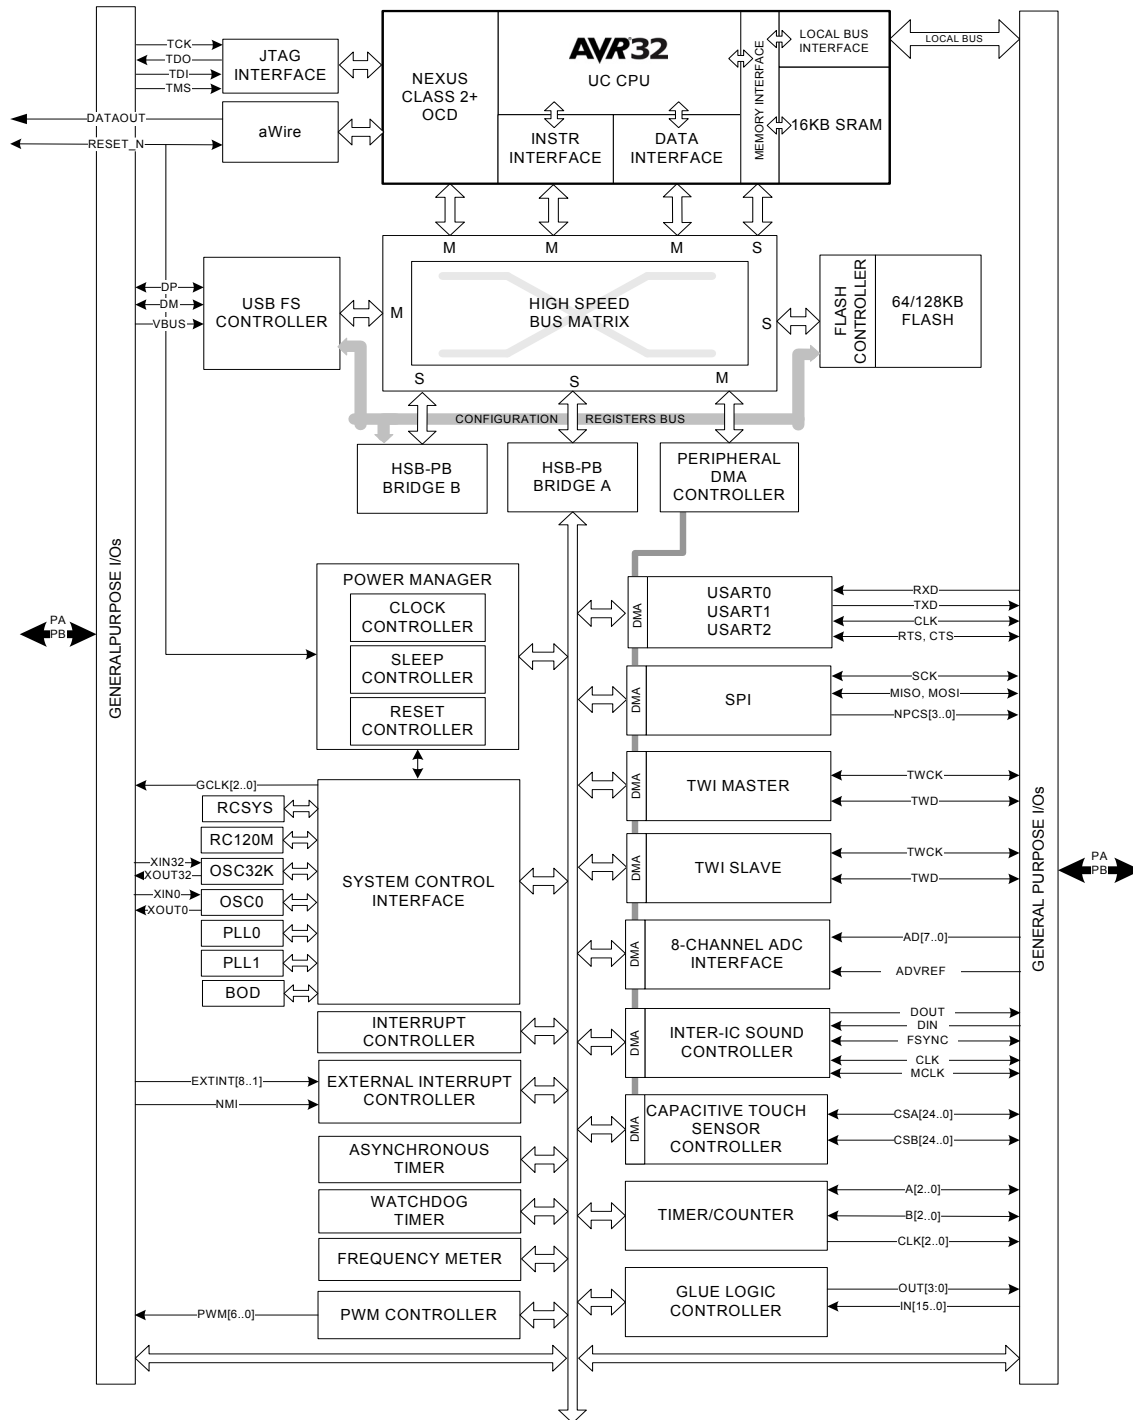 TCK
TDO
TDI
TMS
JTAG
INTERFACE
DATAOUT
RESET_N
aWire
NEXUS
CLASS 2+
OCD
AVR32
UC CPU
INSTR
INTERFACE
DATA
INTERFACE
MEMORY INTERFACE
LOCAL BUS
INTERFACE
16KB SRAM
LOCAL BUS
M
M
M
S
DP
DM
VBUS
USB FS
CONTROLLER
M
HIGH SPEED
BUS MATRIX
S
FLASH
CONTROLLER
64/128KB
FLASH
S
S
M
CONFIGURATION
REGISTERS BUS
HSB-PB
BRIDGE B
HSB-PB
BRIDGE A
PERIPHERAL
DMA
CONTROLLER
GENERALPURPOSE I/Os
PA
PB
POWER MANAGER
CLOCK
CONTROLLER
SLEEP
CONTROLLER
RESET
CONTROLLER
GCLK[2..0]
RCSYS
RC120M
XIN32
XOUT32
OSC32K
XIN0
XOUT0
OSC0
PLL0
PLL1
BOD
SYSTEM CONTROL
INTERFACE
INTERRUPT
CONTROLLER
EXTINT[8..1]
NMI
EXTERNAL INTERRUPT
CONTROLLER
ASYNCHRONOUS
TIMER
WATCHDOG
TIMER
FREQUENCY METER
PWM[6..0]
PWM CONTROLLER
DMA
USART0
USART1
USART2
RXD
TXD
CLK
RTS, CTS
DMA
SPI
SCK
MISO, MOSI
NPCS[3..0]
DMA
TWI MASTER
TWCK
TWD
DMA
TWI SLAVE
TWCK
TWD
DMA
8-CHANNEL ADC
INTERFACE
AD[7..0]
ADVREF
DMA
INTER-IC SOUND
CONTROLLER
DOUT
DIN
FSYNC
CLK
MCLK
DMA
CAPACITIVE TOUCH
SENSOR
CONTROLLER
CSA[24..0]
CSB[24..0]
TIMER/COUNTER
A[2..0]
B[2..0]
CLK[2..0]
GLUE LOGIC
CONTROLLER
OUT[3:0]
IN[15..0]
GENERAL PURPOSE I/Os
PA
PB